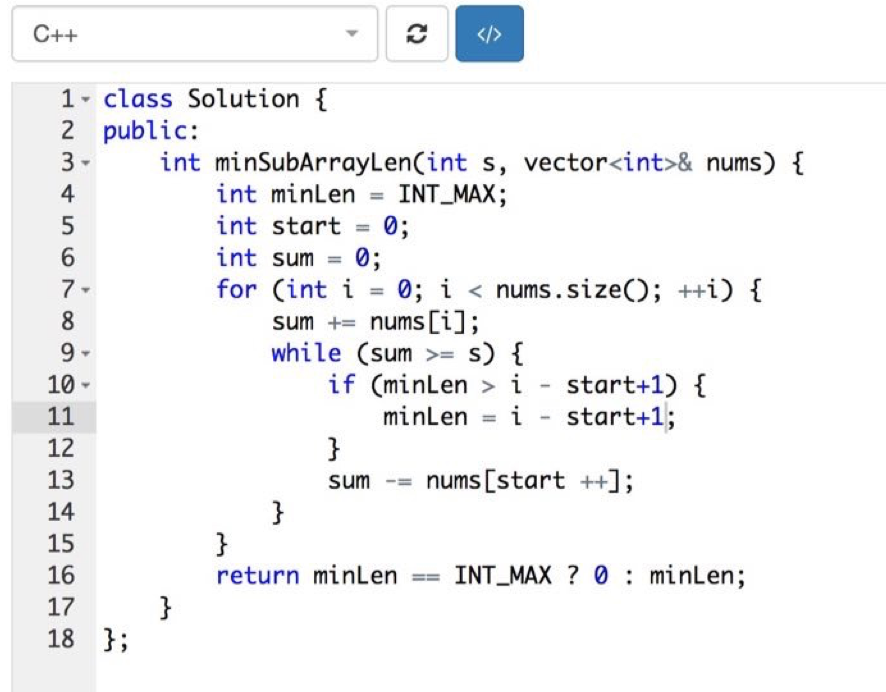 C++
</>
1 class Solution {
2 public:
3     int minSubArrayLen(int s, vector<int>& nums) {
4         int minLen = INT_MAX;
5         int start = 0;
6         int sum = 0;
7         for (int i = 0; i < nums.size(); ++i) {
8             sum += nums[i];
9             while (sum >= s) {
10                 if (minLen > i - start+1) {
11                     minLen = i - start+1;
12                 }
13                 sum -= nums[start ++];
14             }
15         }
16         return minLen == INT_MAX ? 0 : minLen;
17     }
18 };